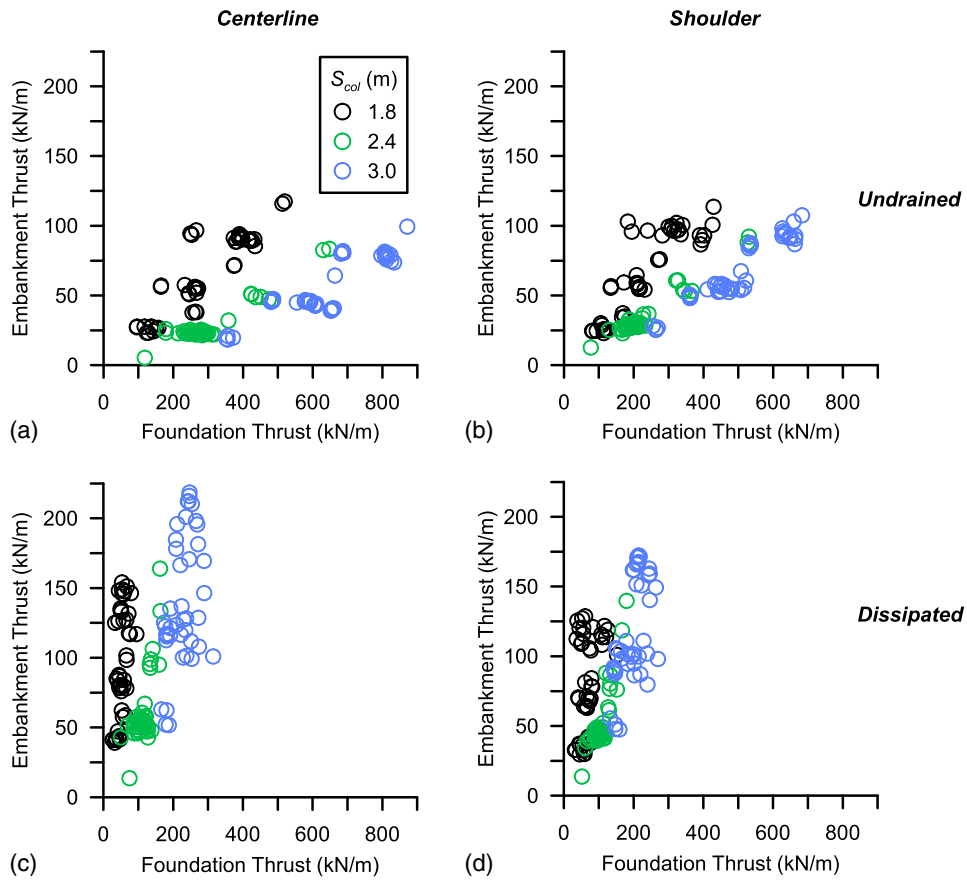 Centerline
Shoulder
Embankment Thrust (kN/m)
200
150
100
50
0
0 200 400 600 800
Foundation Thrust (kN/m)
(a)
S_col (m)
1.8
2.4
3.0
Embankment Thrust (kN/m)
200
150
100
50
0
0 200 400 600 800
Foundation Thrust (kN/m)
(b)
Undrained
Embankment Thrust (kN/m)
200
150
100
50
0
0 200 400 600 800
Foundation Thrust (kN/m)
(c)
Embankment Thrust (kN/m)
200
150
100
50
0
0 200 400 600 800
Foundation Thrust (kN/m)
(d)
Dissipated